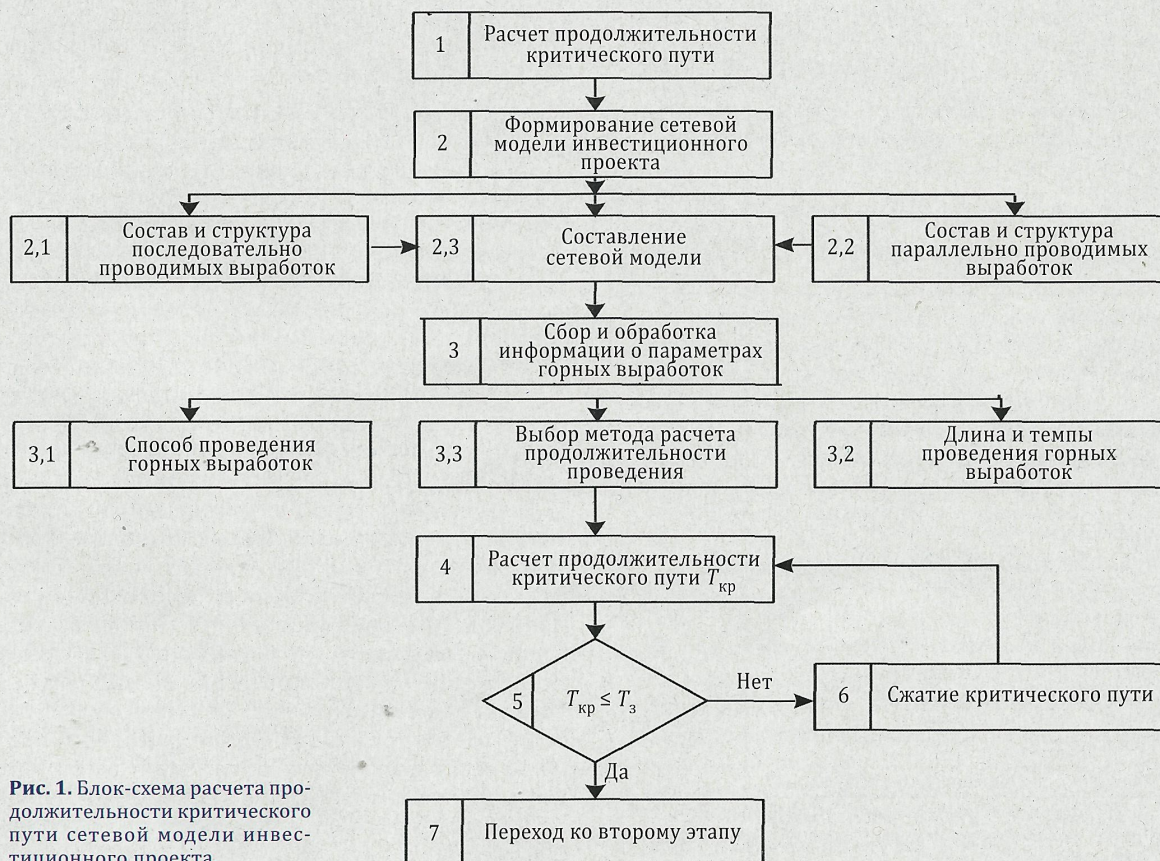 1
Расчет продолжительности
критического пути
2
Формирование сетевой
модели инвестиционного
проекта
2,1
Состав и структура
последовательно
проводимых выработок
2,3
Составление
сетевой модели
2,2
Состав и структура
параллельно проводимых
выработок
3
Сбор и обработка
информации о параметрах
горных выработок
3,1
Способ проведения
горных выработок
3,3
Выбор метода расчета
продолжительности
проведения
3,2
Длина и темпы
проведения горных
выработок
4
Расчет продолжительности
критического пути Tкр
5
Tкр ≤ Tз
Нет
6
Сжатие критического пути
Да
7
Переход ко второму этапу
Рис. 1. Блок-схема расчета про-
должительности критического
пути сетевой модели инвес-
тиционного проекта